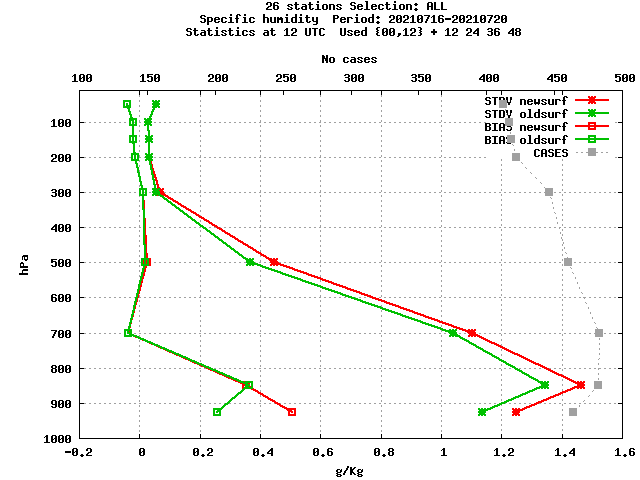 26 stations Selection: ALL
Specific humidity  Period: 20210716-20210720
Statistics at 12 UTC  Used {00,12} + 12 24 36 48
No cases
100 150 200 250 300 350 400 450 500
STDV newsurf
STDV oldsurf
BIAS newsurf
BIAS oldsurf
CASES
100
200
300
400
500
600
700
800
900
1000
hPa
-0.2 0 0.2 0.4 0.6 0.8 1 1.2 1.4 1.6
g/Kg